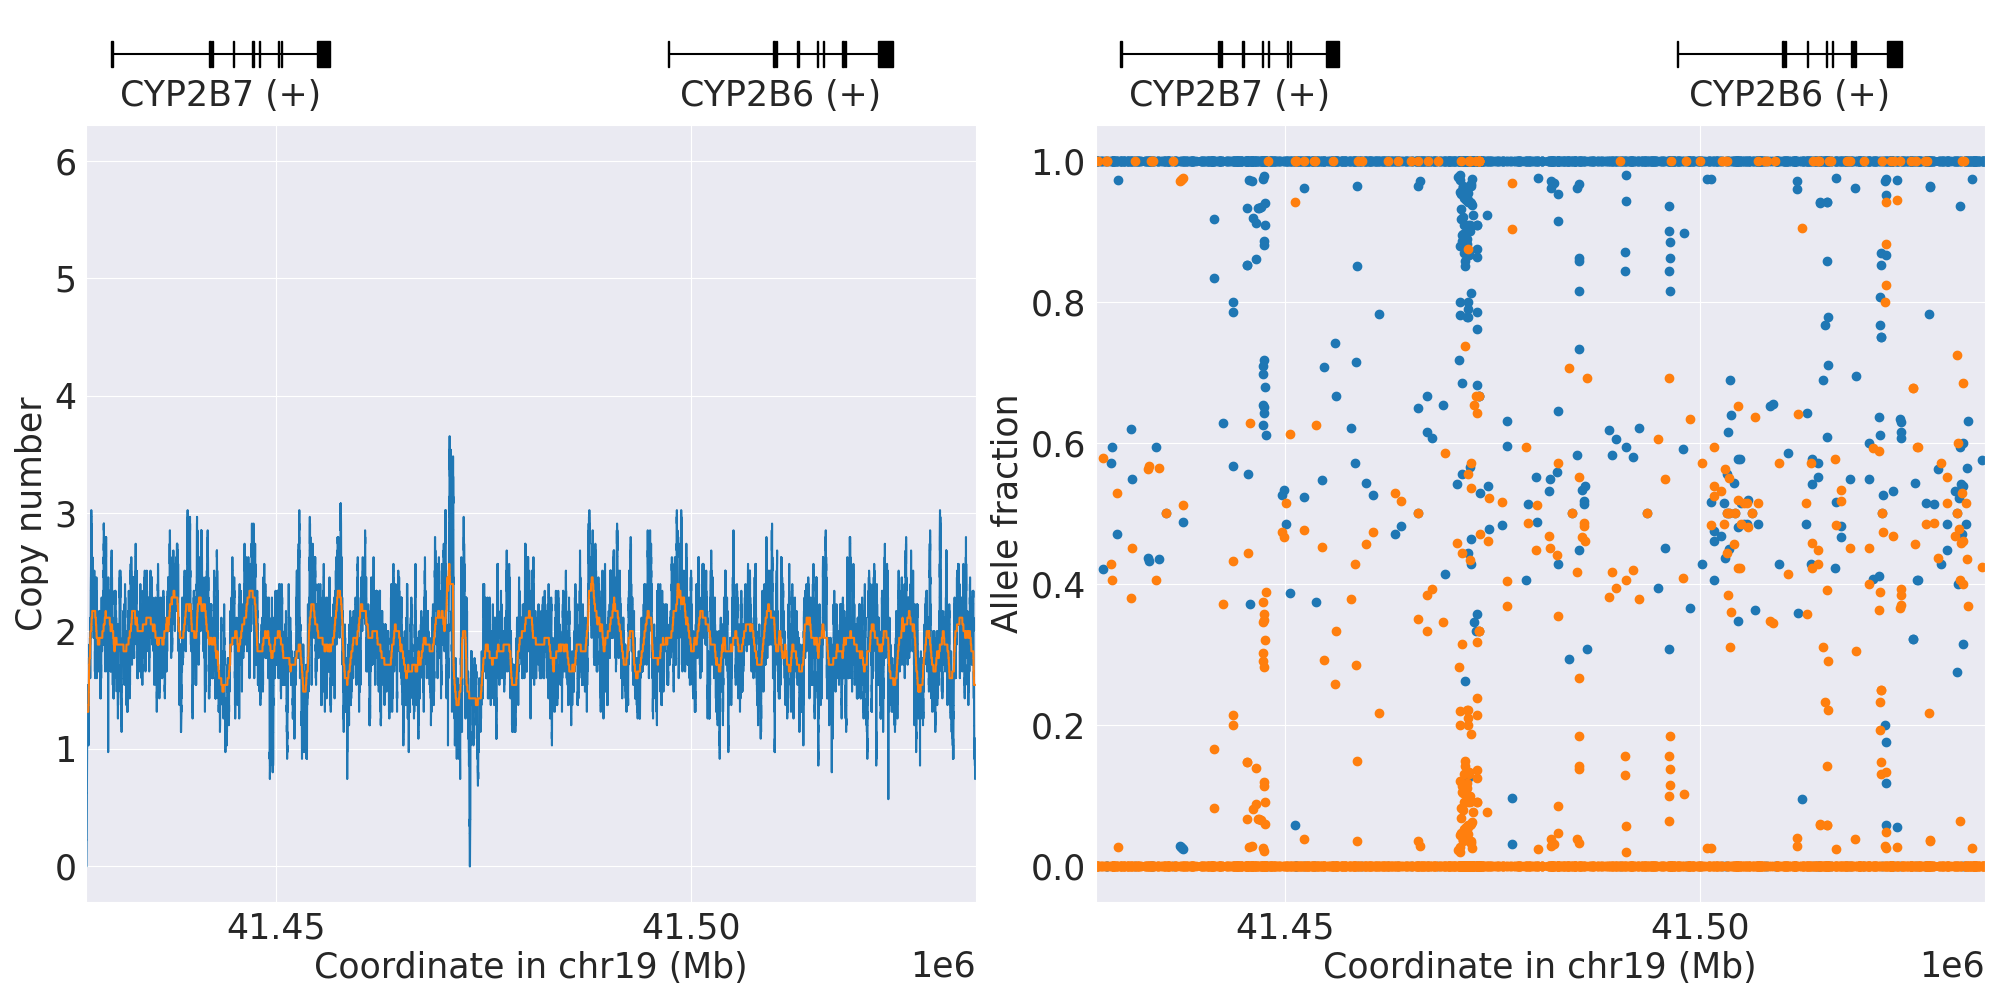 CYP2B7 (+) CYP2B6 (+)
CYP2B7 (+) CYP2B6 (+)
Copy number
6
5
4
3
2
1
0
41.45 41.50
Coordinate in chr19 (Mb) 1e6
Allele fraction
1.0
0.8
0.6
0.4
0.2
0.0
41.45 41.50
Coordinate in chr19 (Mb) 1e6